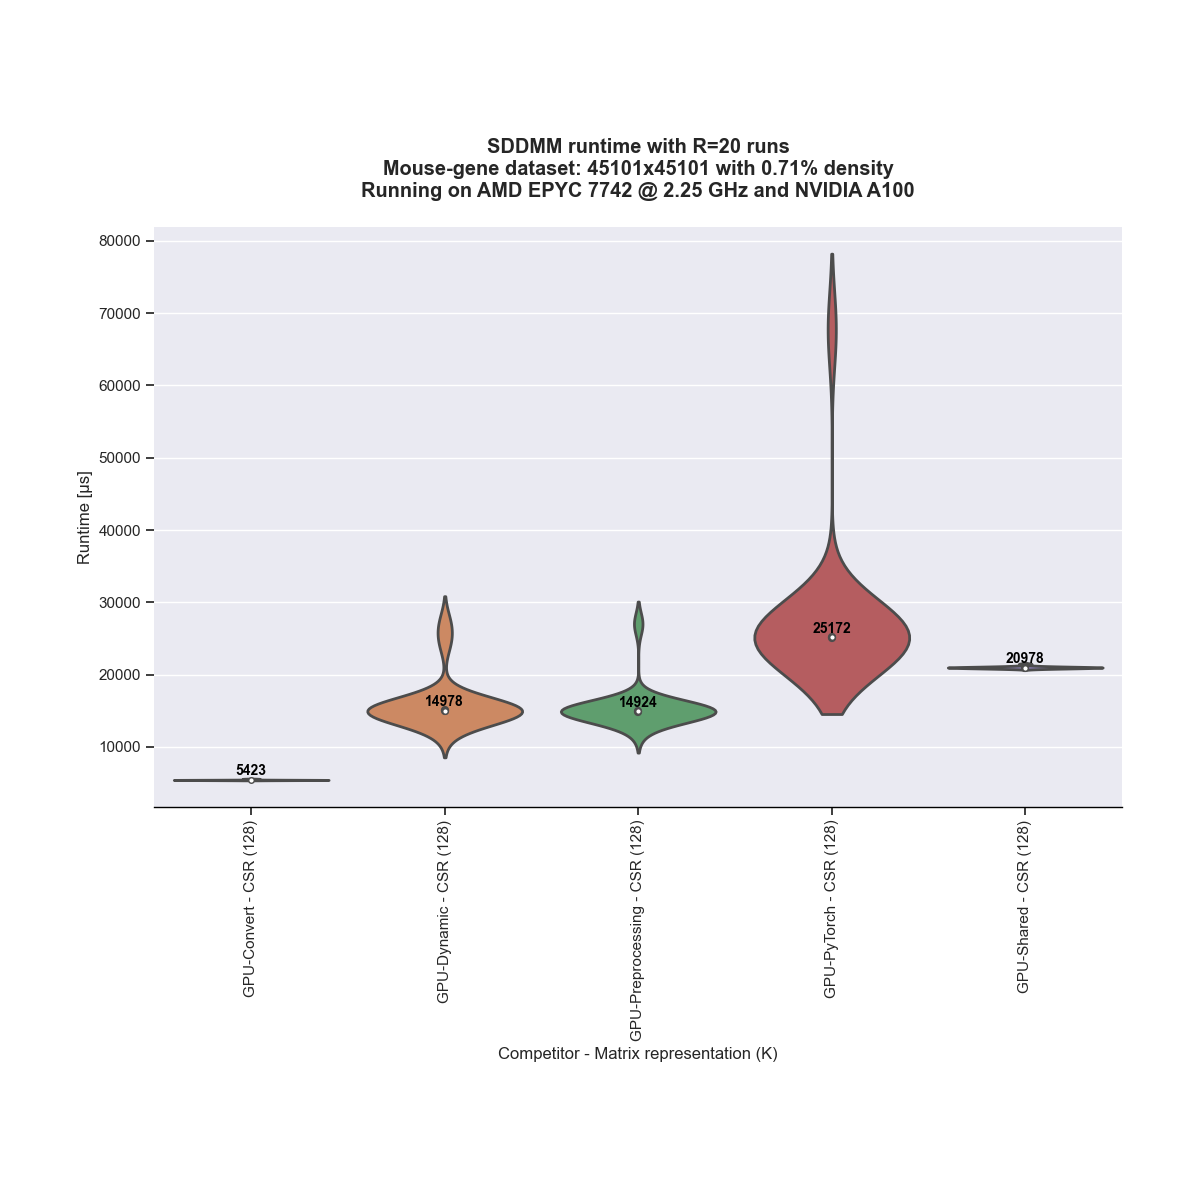 SDDMM runtime with R=20 runs
Mouse-gene dataset: 45101x45101 with 0.71% density
Running on AMD EPYC 7742 @ 2.25 GHz and NVIDIA A100
80000
70000
60000
50000
40000
30000
20000
10000
Runtime [μs]
5423
14978
14924
25172
20978
GPU-Convert - CSR (128)
GPU-Dynamic - CSR (128)
GPU-Preprocessing - CSR (128)
GPU-PyTorch - CSR (128)
GPU-Shared - CSR (128)
Competitor - Matrix representation (K)